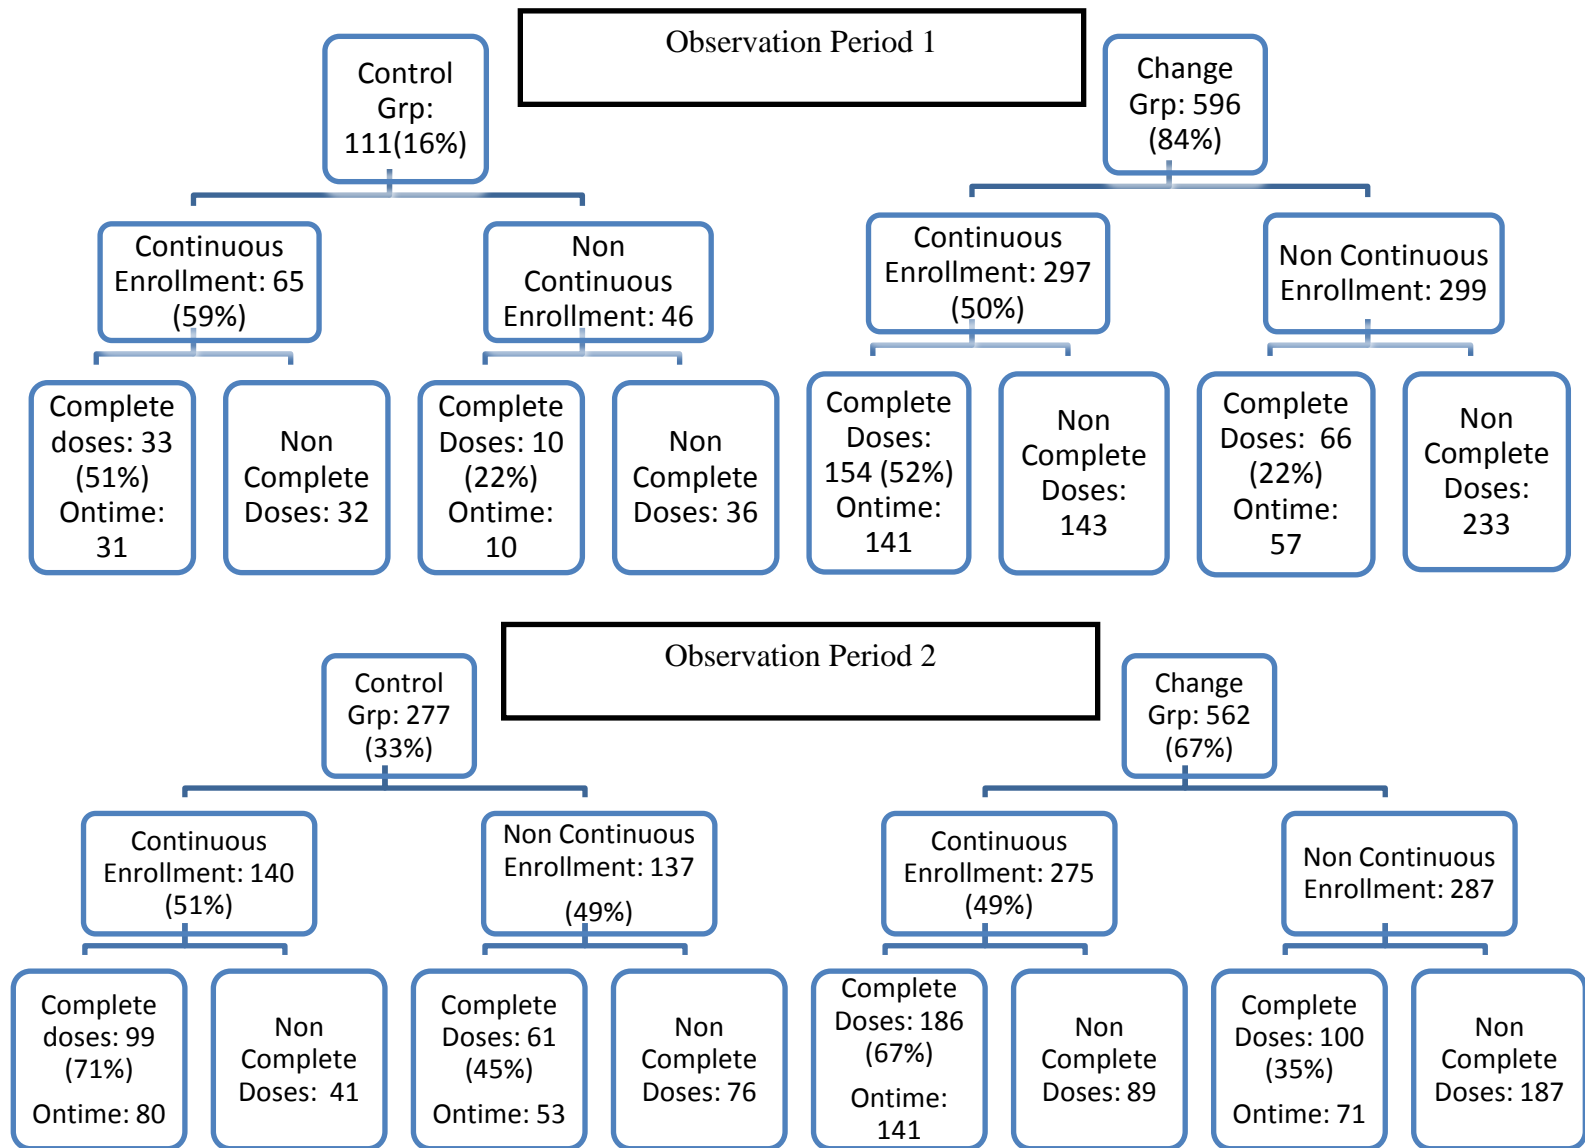 Observation Period 1
Control
Grp:
111(16%)
Change
Grp: 596
(84%)
Continuous
Enrollment: 65
(59%)
Non
Continuous
Enrollment: 46
Continuous
Enrollment: 297
(50%)
Non Continuous
Enrollment: 299
Complete
doses: 33
(51%)
Ontime:
31
Non
Complete
Doses: 32
Complete
Doses: 10
(22%)
Ontime:
10
Non
Complete
Doses: 36
Complete
Doses:
154 (52%)
Ontime:
141
Non
Complete
Doses:
143
Complete
Doses: 66
(22%)
Ontime:
57
Non
Complete
Doses:
233
Observation Period 2
Control
Grp: 277
(33%)
Change
Grp: 562
(67%)
Continuous
Enrollment: 140
(51%)
Non Continuous
Enrollment: 137
(49%)
Continuous
Enrollment: 275
(49%)
Non Continuous
Enrollment: 287
Complete
doses: 99
(71%)
Ontime: 80
Non
Complete
Doses: 41
Complete
Doses: 61
(45%)
Ontime: 53
Non
Complete
Doses: 76
Complete
Doses: 186
(67%)
Ontime:
141
Non
Complete
Doses: 89
Complete
Doses: 100
(35%)
Ontime: 71
Non
Complete
Doses: 187